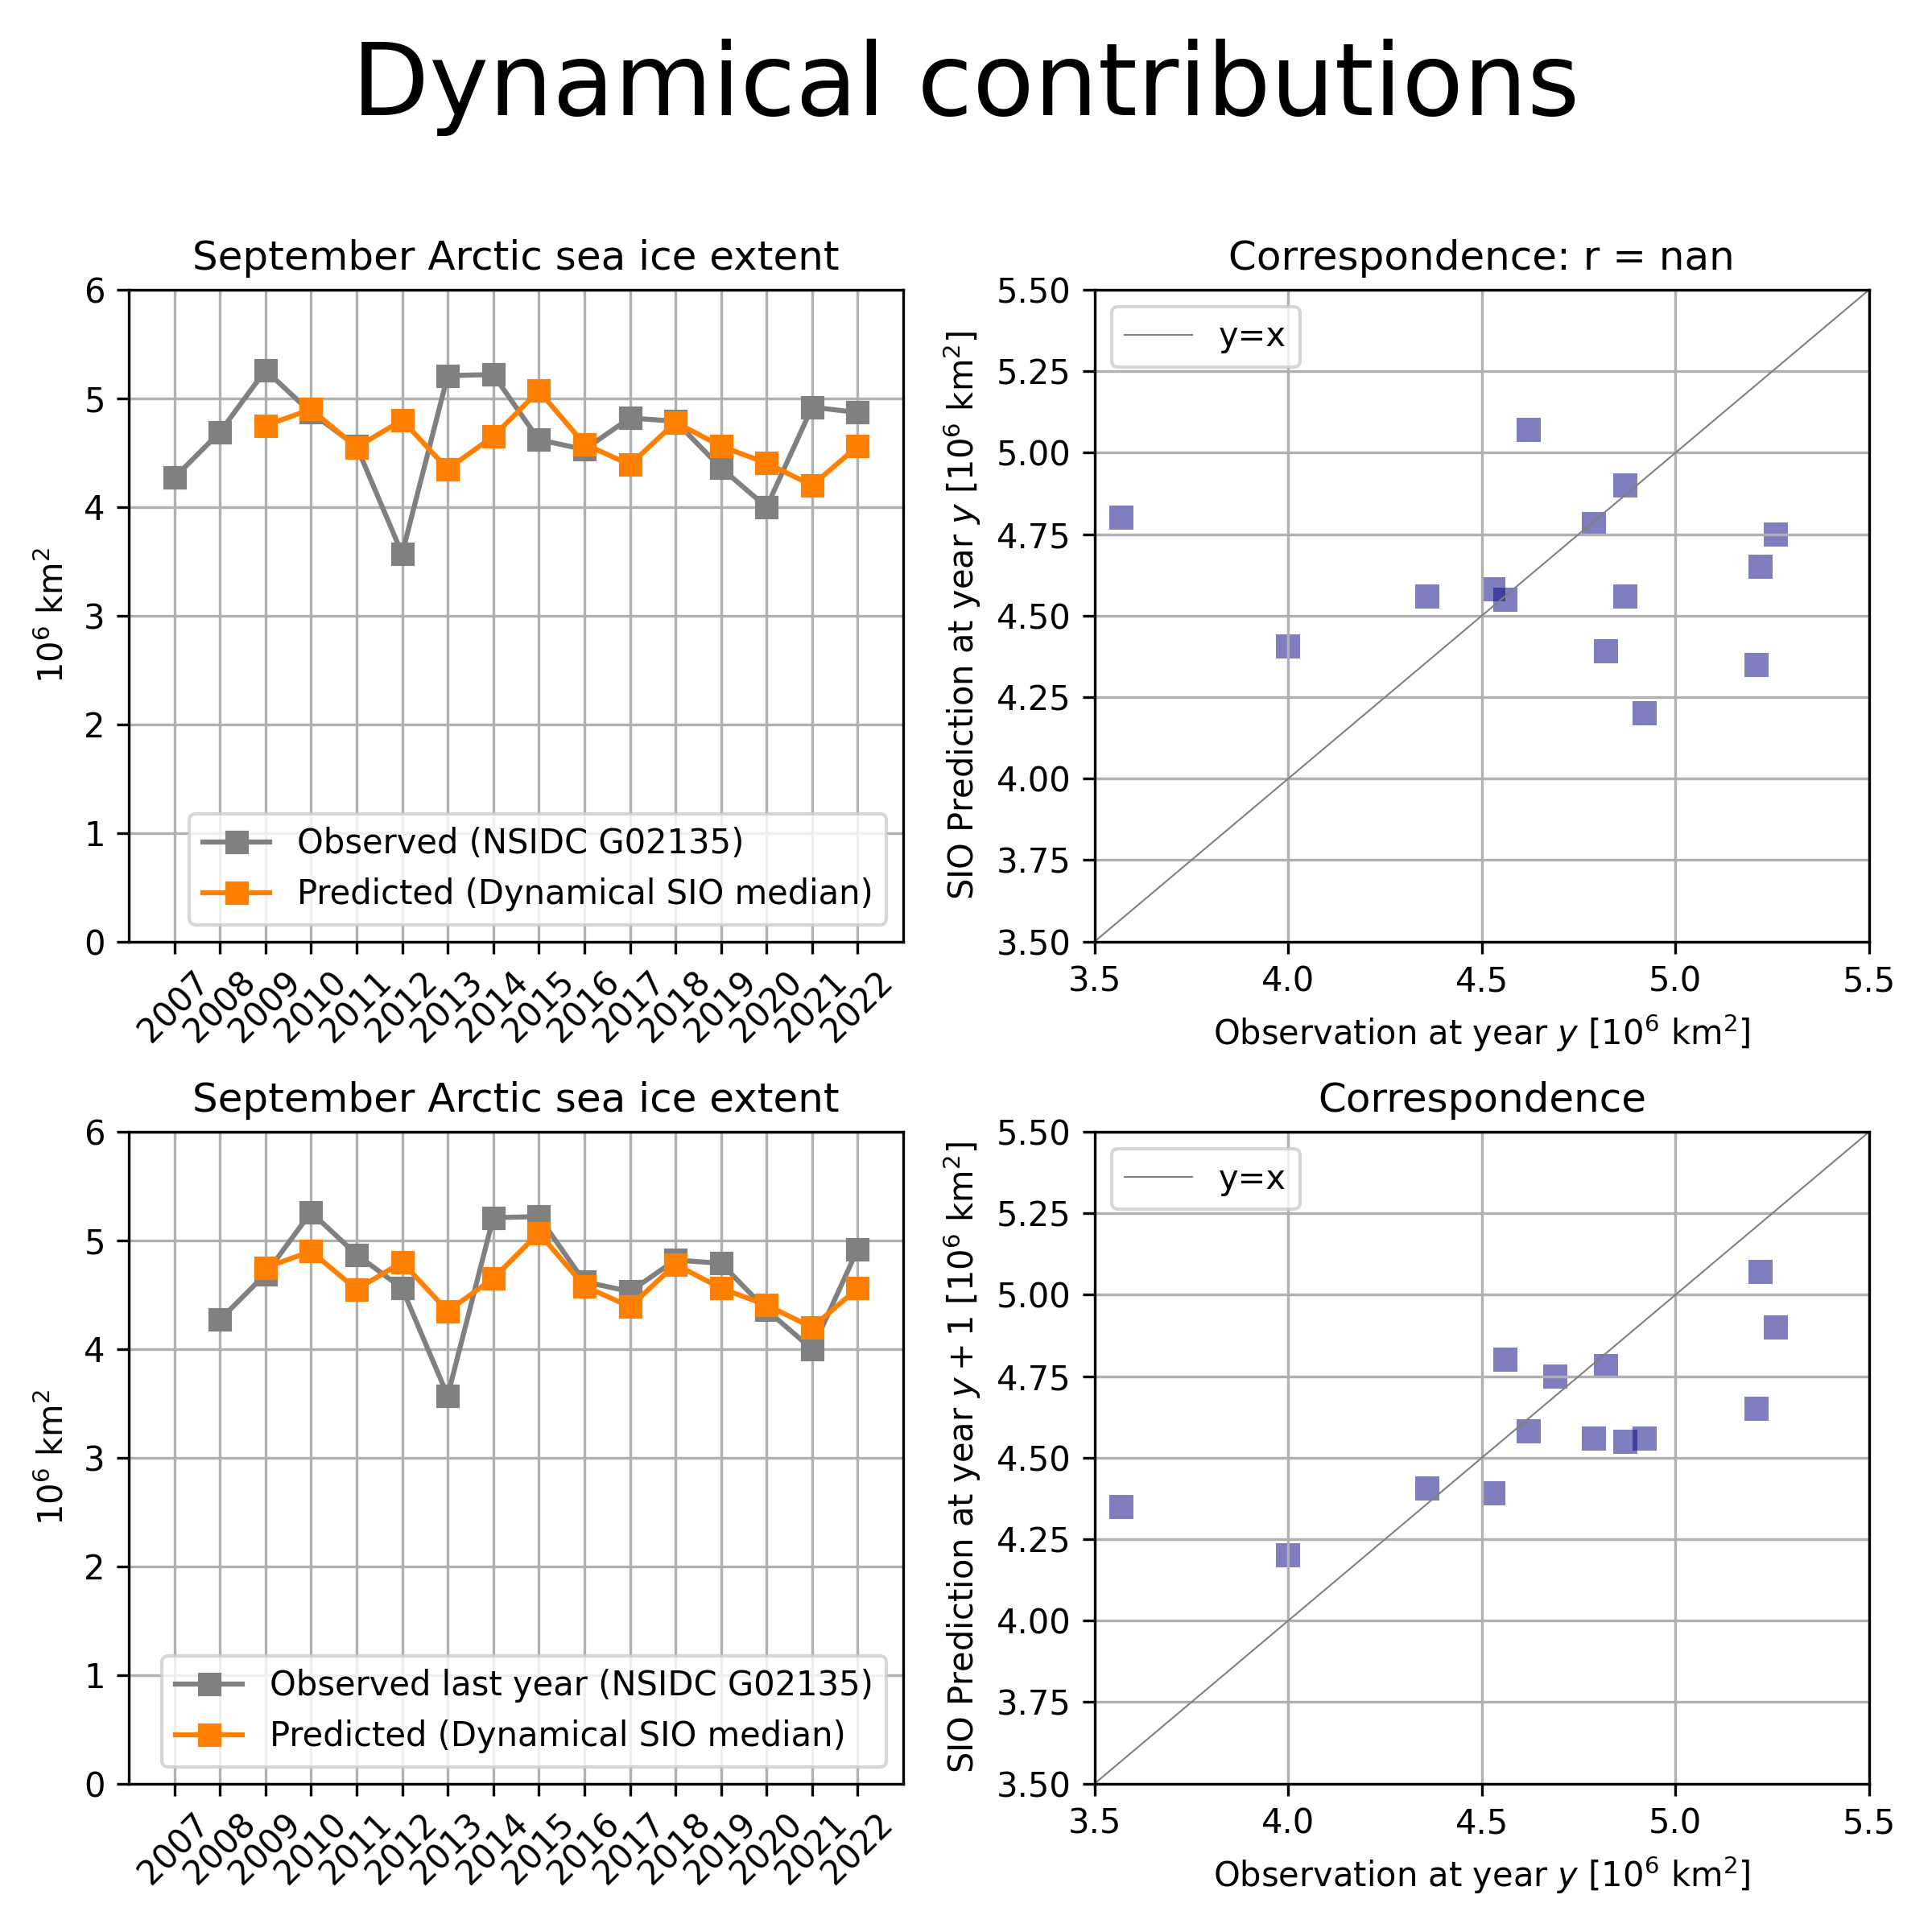 Dynamical contributions
September Arctic sea ice extent
10⁶ km²
6
5
4
3
2
1
0
Observed (NSIDC G02135)
Predicted (Dynamical SIO median)
2007 2008 2009 2010 2011 2012 2013 2014 2015 2016 2017 2018 2019 2020 2021 2022
Correspondence: r = nan
SIO Prediction at year y [10⁶ km²]
5.50
5.25
5.00
4.75
4.50
4.25
4.00
3.75
3.50
y=x
3.5 4.0 4.5 5.0 5.5
Observation at year y [10⁶ km²]
September Arctic sea ice extent
10⁶ km²
6
5
4
3
2
1
0
Observed last year (NSIDC G02135)
Predicted (Dynamical SIO median)
2007 2008 2009 2010 2011 2012 2013 2014 2015 2016 2017 2018 2019 2020 2021 2022
Correspondence
SIO Prediction at year y + 1 [10⁶ km²]
5.50
5.25
5.00
4.75
4.50
4.25
4.00
3.75
3.50
y=x
3.5 4.0 4.5 5.0 5.5
Observation at year y [10⁶ km²]